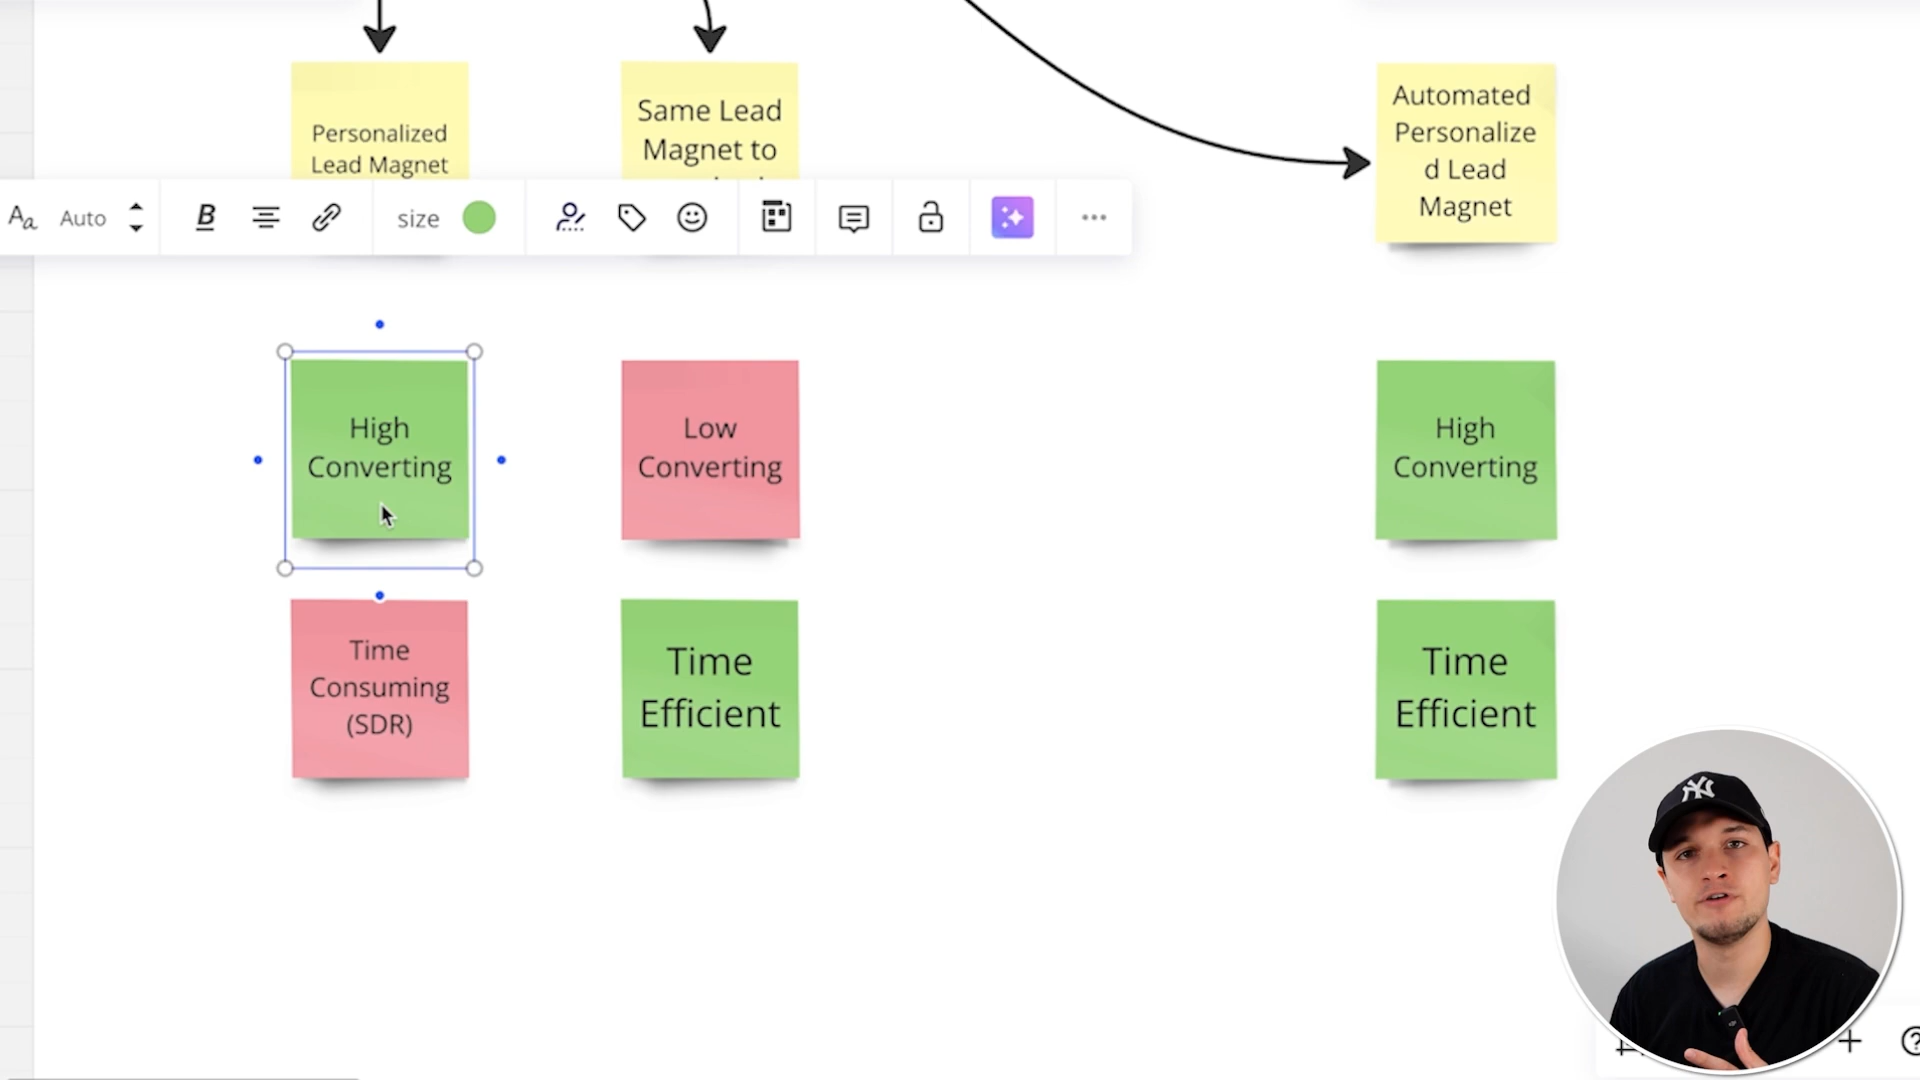 Personalized
Lead Magnet
Same Lead
Magnet to
Automated
Personalize
d Lead
Magnet
Aa Auto B size
High
Converting
Low
Converting
High
Converting
Time
Consuming
(SDR)
Time
Efficient
Time
Efficient
NY